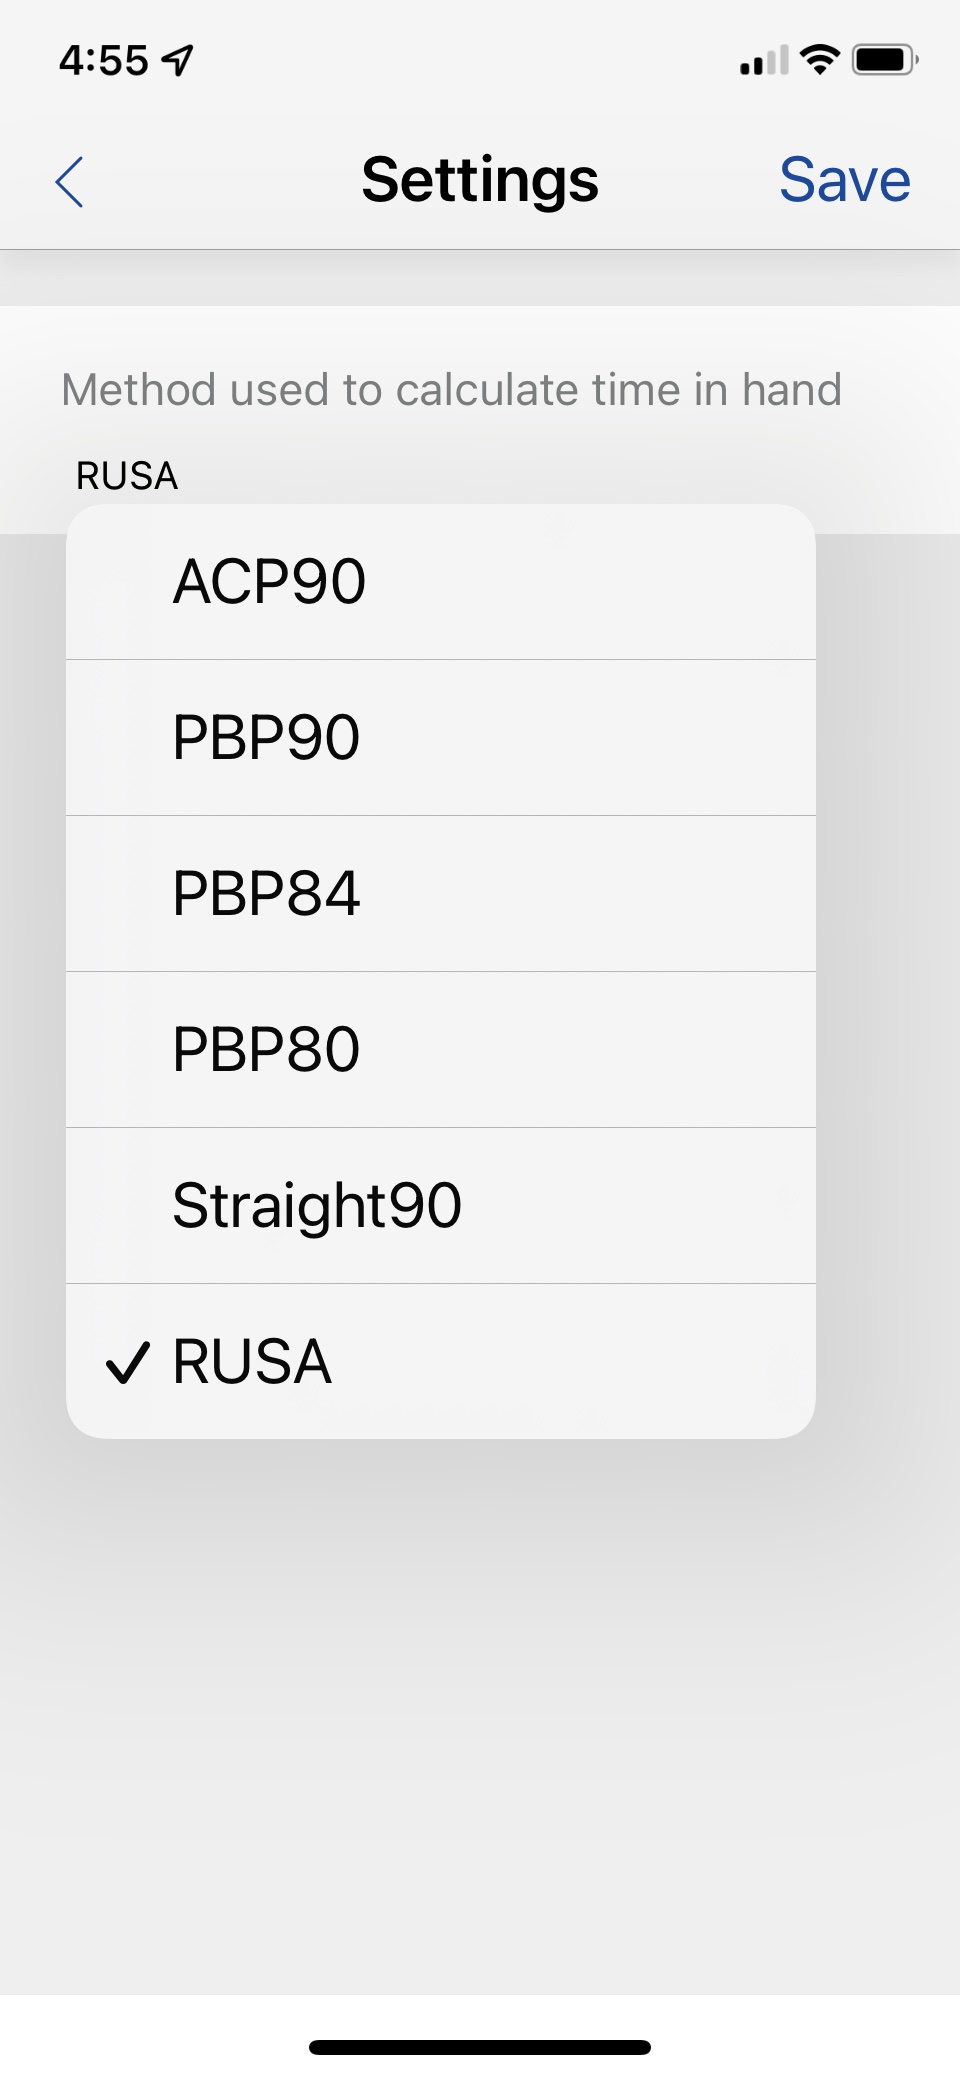 4:55
Settings
Save
Method used to calculate time in hand
RUSA
ACP90
PBP90
PBP84
PBP80
Straight90
RUSA